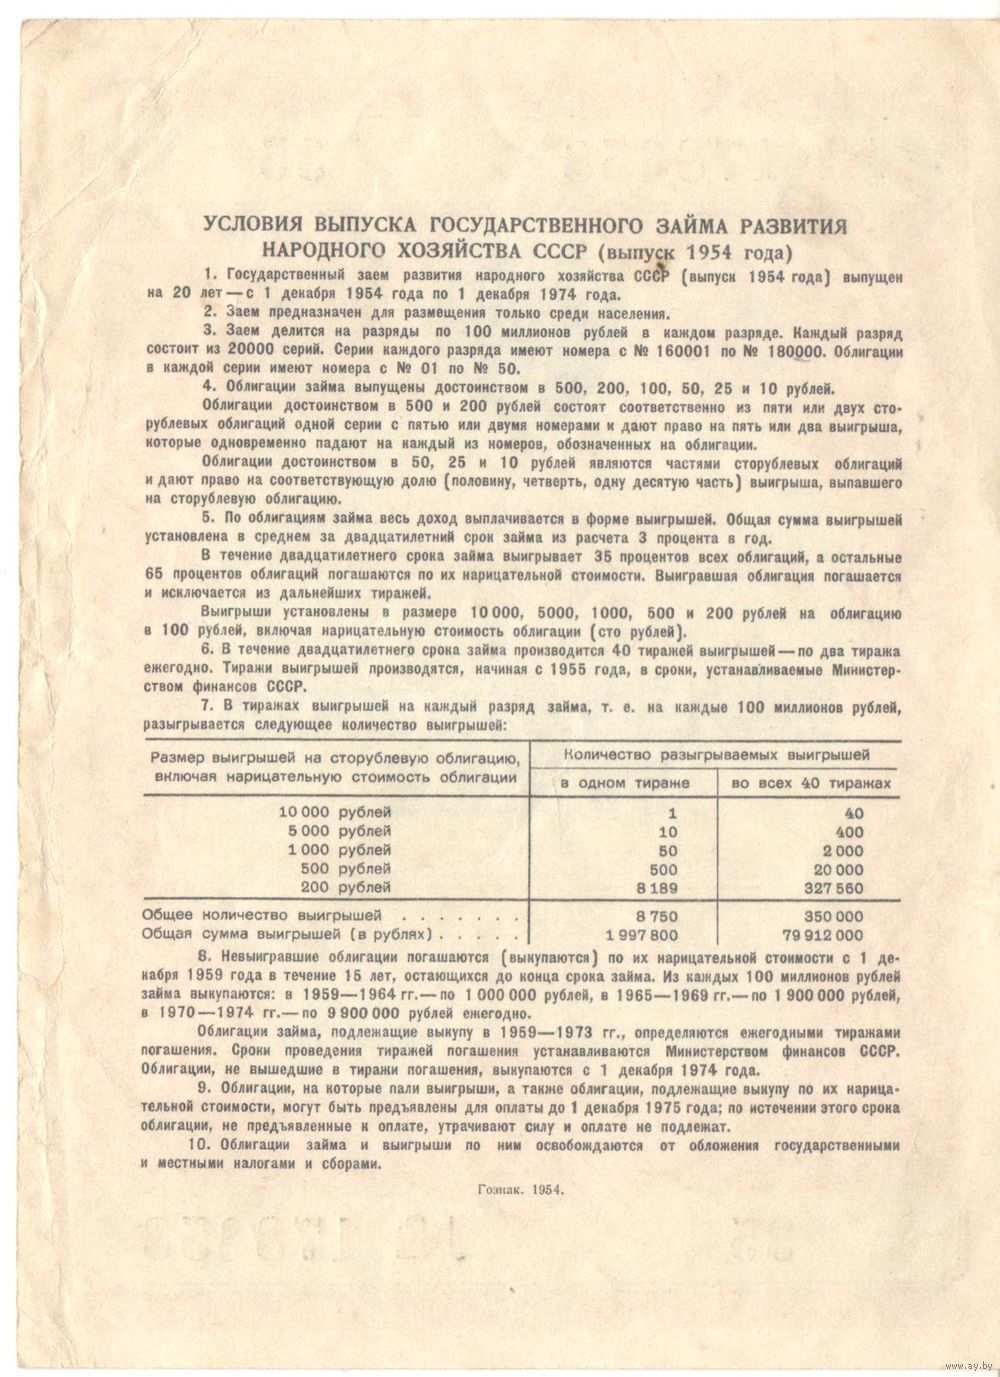 УСЛОВИЯ ВЫПУСКА ГОСУДАРСТВЕННОГО ЗАЙМА РАЗВИТИЯ
НАРОДНОГО ХОЗЯЙСТВА СССР (выпуск 1954 года)
1. Государственный заем развития народного хозяйства СССР (выпуск 1954 года) выпущен
на 20 лет — с 1 декабря 1954 года по 1 декабря 1974 года.
2. Заем предназначен для размещения только среди населения.
3. Заем делится на разряды по 100 миллионов рублей в каждом разряде. Каждый разряд
состоит из 20000 серий. Серии каждого разряда имеют номера с № 160001 по № 180000. Облигации
в каждой серии имеют номера с № 01 по № 50.
4. Облигации займа выпущены достоинством в 500, 200, 100, 50, 25 и 10 рублей.
Облигации достоинством в 500 и 200 рублей состоят соответственно из пяти или двух сто-
рублевых облигаций одной серии с пятью или двумя номерами и дают право на пять или два выигрыша,
которые одновременно падают на каждый из номеров, обозначенных на облигации.
Облигации достоинством в 50, 25 и 10 рублей являются частями сторублевых облигаций
и дают право на соответствующую долю (половину, четверть, одну десятую часть) выигрыша, выпавшего
на сторублевую облигацию.
5. По облигациям займа весь доход выплачивается в форме выигрышей. Общая сумма выигрышей
установлена в среднем за двадцатилетний срок займа из расчета 3 процента в год.
В течение двадцатилетнего срока займа выигрывает 35 процентов всех облигаций, а остальные
65 процентов облигаций погашаются по их нарицательной стоимости. Выигравшая облигация погашается
и исключается из дальнейших тиражей.
Выигрыши установлены в размере 10 000, 5000, 1000, 500 и 200 рублей на облигацию
в 100 рублей, включая нарицательную стоимость облигации (сто рублей).
6. В течение двадцатилетнего срока займа производится 40 тиражей выигрышей — по два тиража
ежегодно. Тиражи выигрышей производятся, начиная с 1955 года, в сроки, устанавливаемые Министер-
ством финансов СССР.
7. В тиражах выигрышей на каждый разряд займа, т. е. на каждые 100 миллионов рублей,
разыгрывается следующее количество выигрышей:
Размер выигрышей на сторублевую облигацию, Количество разыгрываемых выигрышей
включая нарицательную стоимость облигации в одном тираже во всех 40 тиражах
10 000 рублей 1 40
5 000 рублей 10 400
1 000 рублей 50 2 000
500 рублей 500 20 000
200 рублей 8 189 327 560
Общее количество выигрышей . . . . . . . 8 750 350 000
Общая сумма выигрышей (в рублях) . . . . . 1 997 800 79 912 000
8. Невыигравшие облигации погашаются (выкупаются) по их нарицательной стоимости с 1 де-
кабря 1959 года в течение 15 лет, остающихся до конца срока займа. Из каждых 100 миллионов рублей
займа выкупаются: в 1959—1964 гг.— по 1 000 000 рублей, в 1965—1969 гг.— по 1 900 000 рублей,
в 1970—1974 гг.— по 9 900 000 рублей ежегодно.
Облигации займа, подлежащие выкупу в 1959—1973 гг., определяются ежегодными тиражами
погашения. Сроки проведения тиражей погашения устанавливаются Министерством финансов СССР.
Облигации, не вышедшие в тиражи погашения, выкупаются с 1 декабря 1974 года.
9. Облигации, на которые пали выигрыши, а также облигации, подлежащие выкупу по их нарица-
тельной стоимости, могут быть предъявлены для оплаты до 1 декабря 1975 года; по истечении этого срока
облигации, не предъявленные к оплате, утрачивают силу и оплате не подлежат.
10. Облигации займа и выигрыши по ним освобождаются от обложения государственными
и местными налогами и сборами.
Гознак. 1954.
www.ay.by